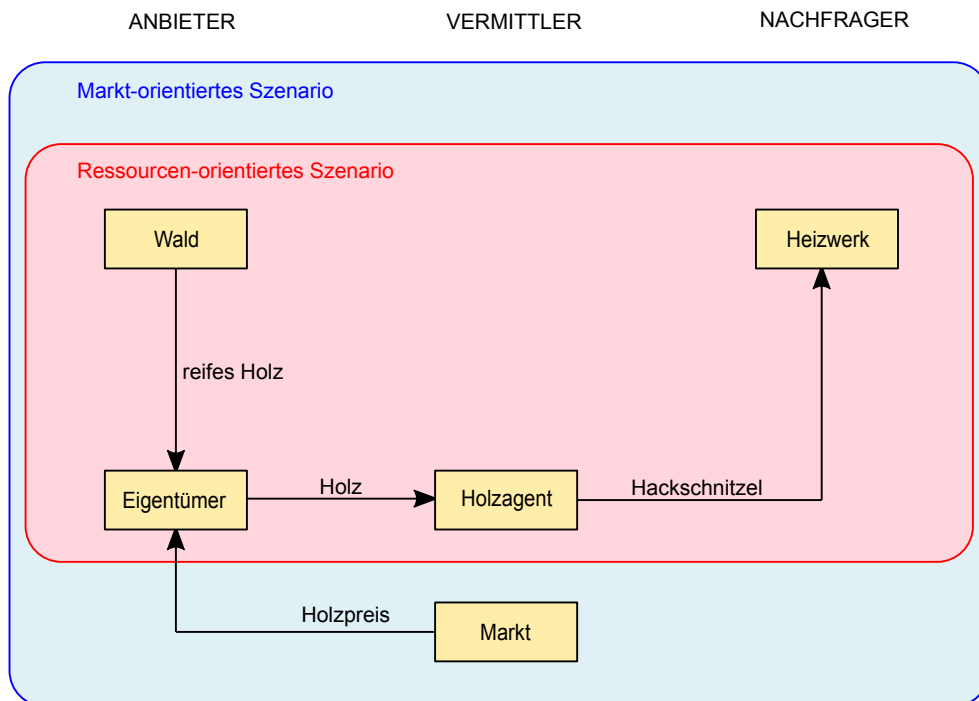 ANBIETER
VERMITTLER
NACHFRAGER
Markt-orientiertes Szenario
Ressourcen-orientiertes Szenario
Wald
Heizwerk
reifes Holz
Eigentümer
Holz
Holzagent
Hackschnitzel
Holzpreis
Markt